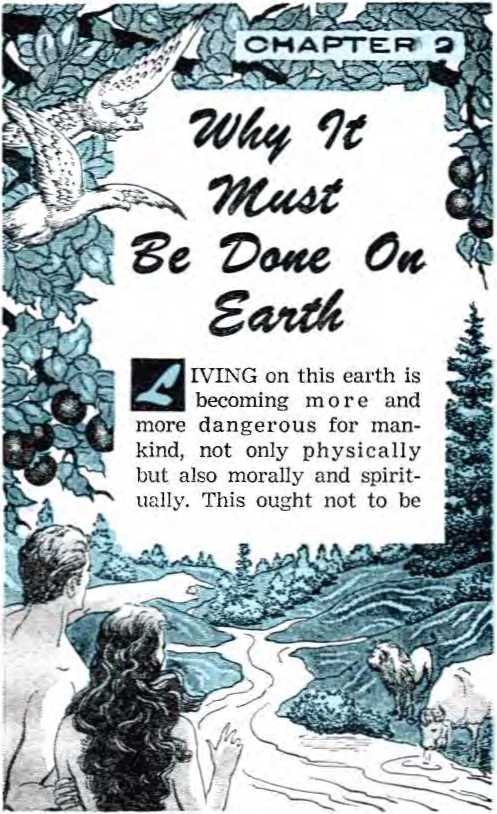 CHAPTER 2
Why It
Must
Be Done On
Earth
LIVING on this earth is
becoming more and
more dangerous for man-
kind, not only physically
but also morally and spirit-
ually. This ought not to be